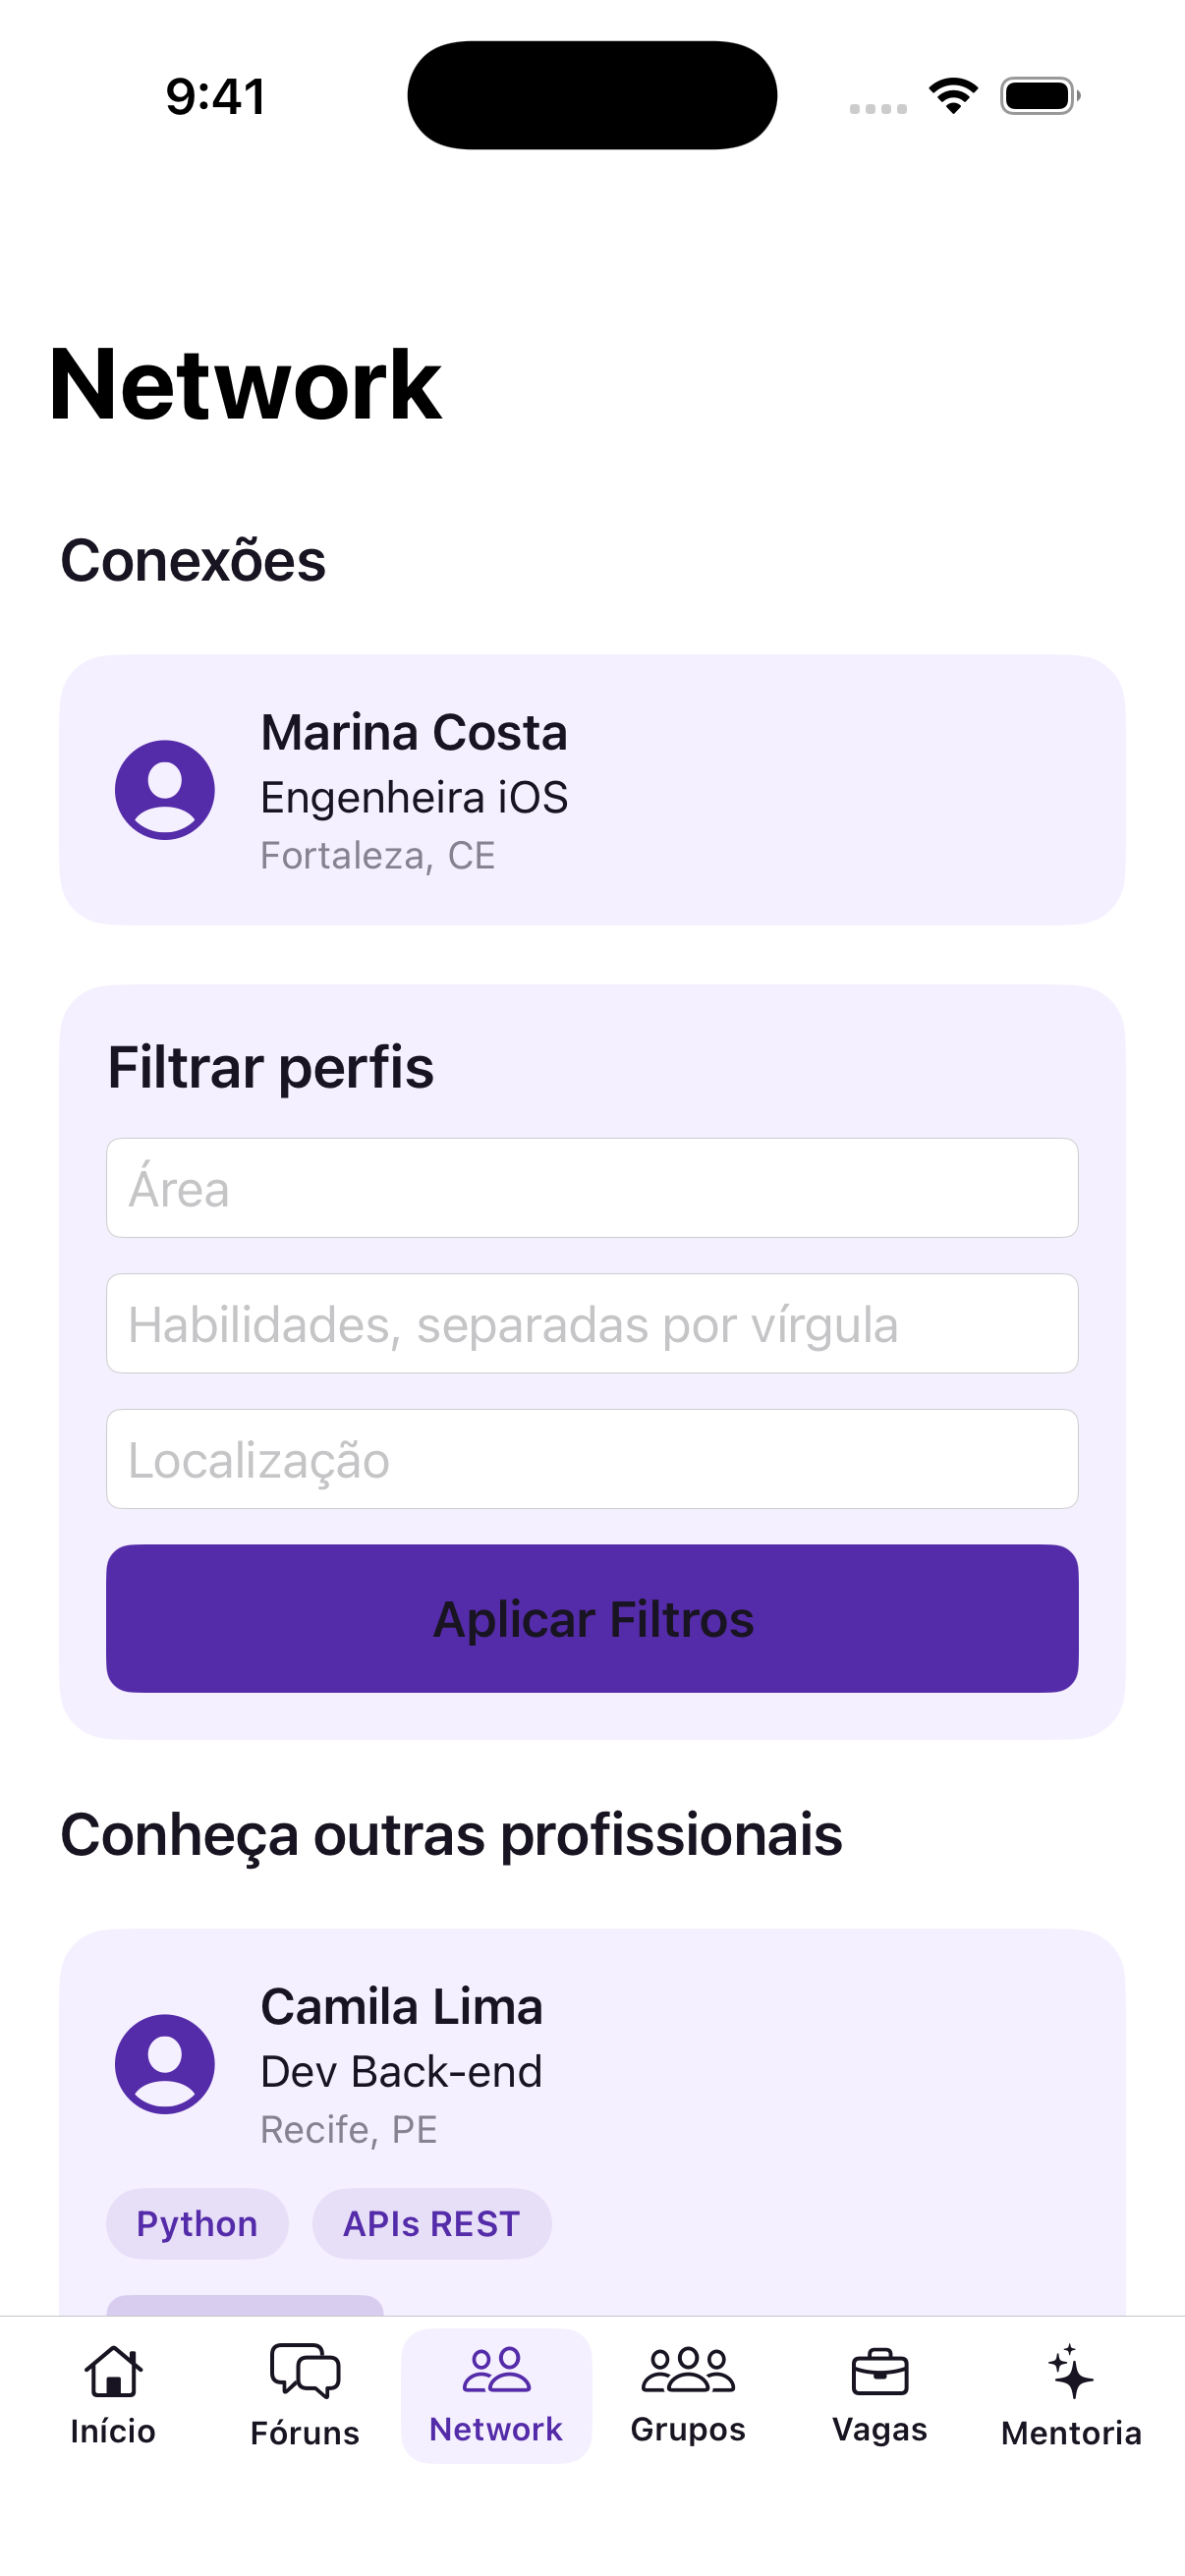 9:41
Network
Conexões
Marina Costa
Engenheira iOS
Fortaleza, CE
Filtrar perfis
Área
Habilidades, separadas por vírgula
Localização
Aplicar Filtros
Conheça outras profissionais
Camila Lima
Dev Back-end
Recife, PE
Python APIs REST
Início Fóruns Network Grupos Vagas Mentoria